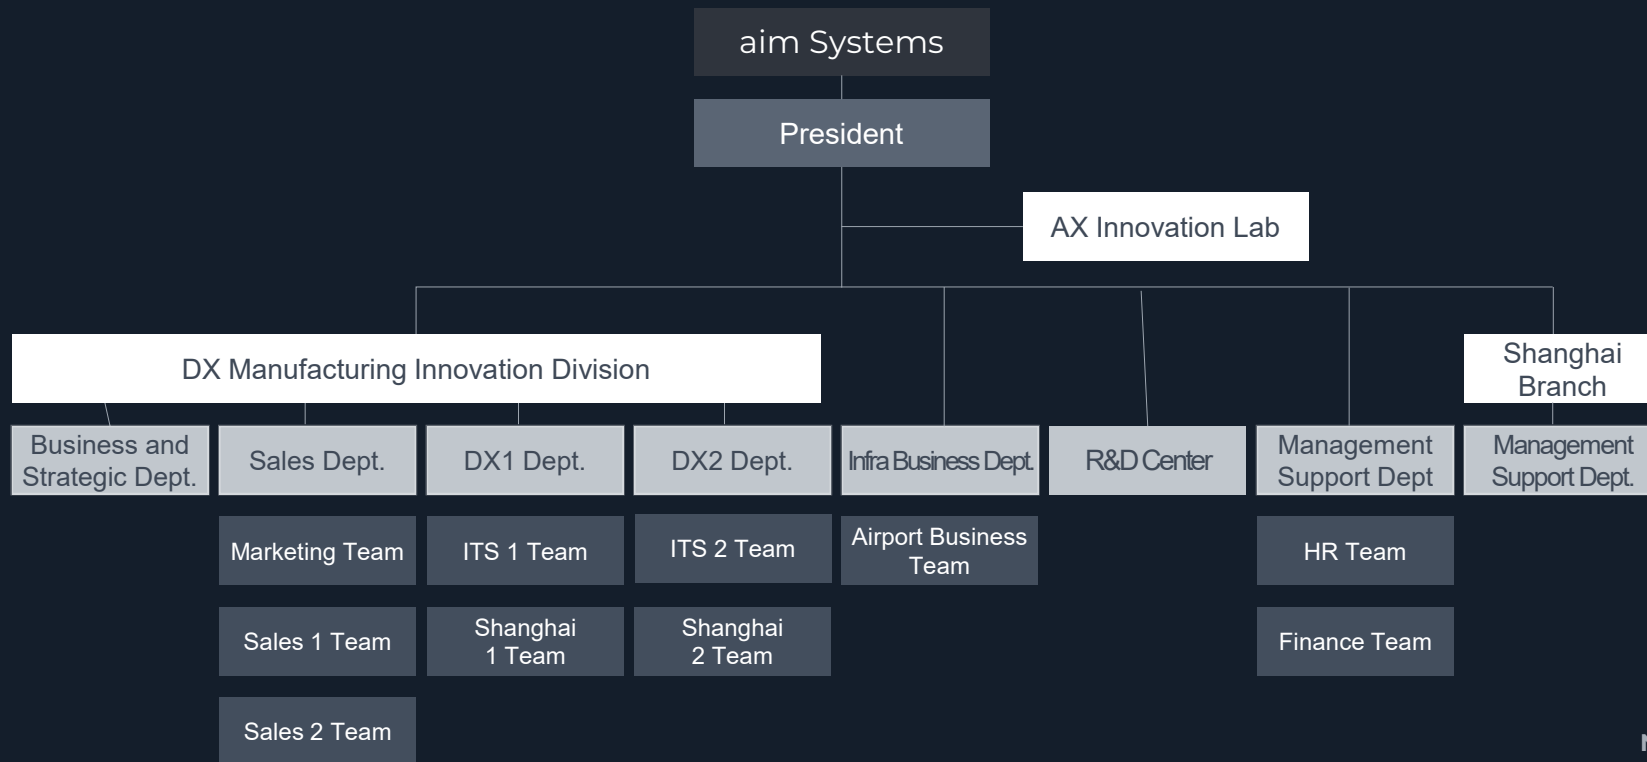 aim Systems
President
AX Innovation Lab
DX Manufacturing Innovation Division
Shanghai
Branch
Business and
Strategic Dept.
Sales Dept.
DX1 Dept.
DX2 Dept.
Infra Business Dept.
R&D Center
Management
Support Dept
Management
Support Dept.
Marketing Team
ITS 1 Team
ITS 2 Team
Airport Business
Team
HR Team
Sales 1 Team
Shanghai
1 Team
Shanghai
2 Team
Finance Team
Sales 2 Team